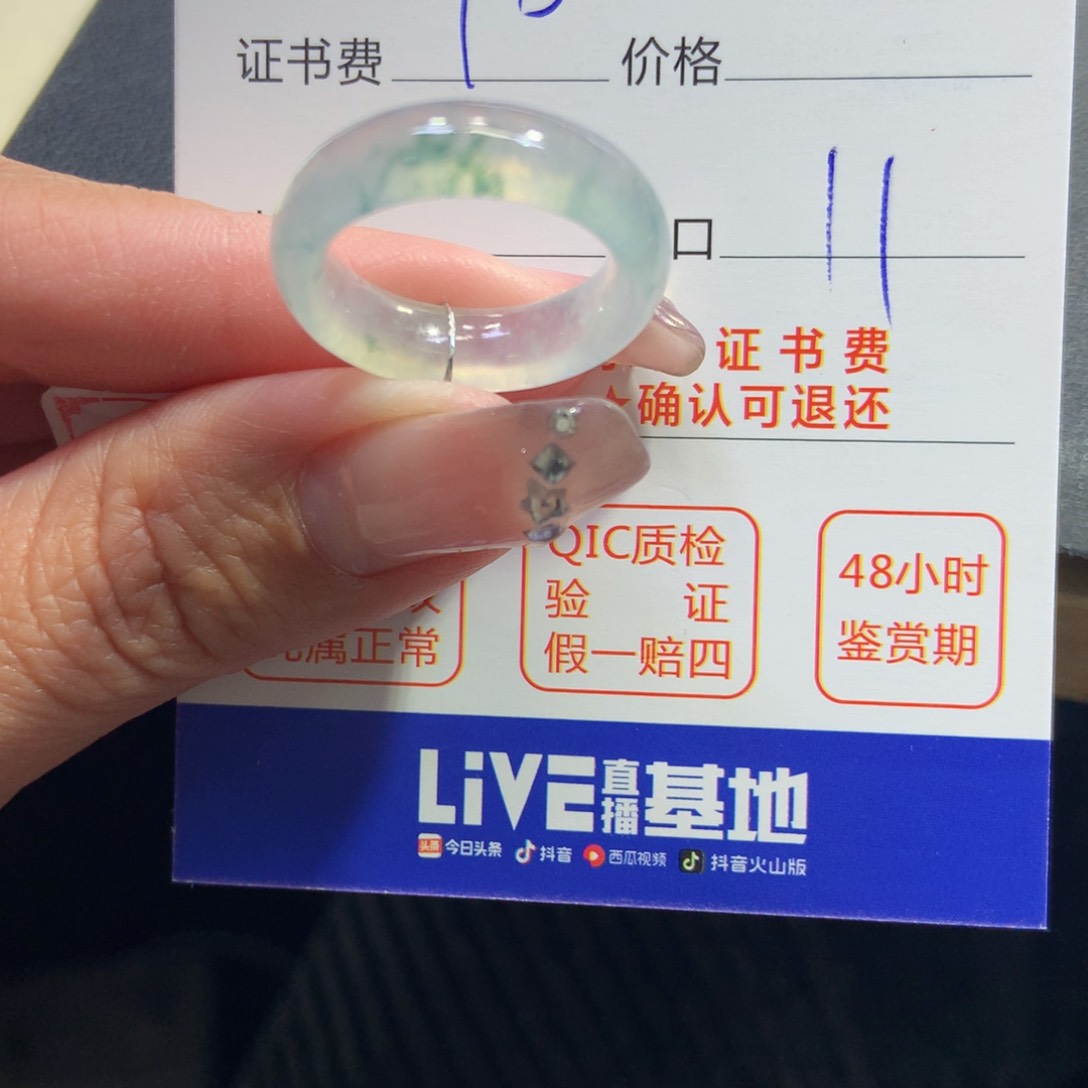 证书费 价格
口 11
证书费
★确认可退还
属正常
QIC质检
验 证
假一赔四
48小时
鉴赏期
LiVE直播基地
头条 今日头条 抖音 西瓜视频 抖音火山版